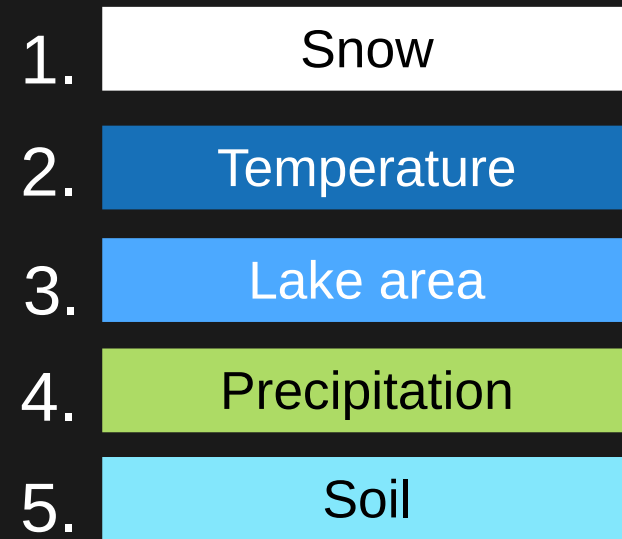 1. Snow
2. Temperature
3. Lake area
4. Precipitation
5. Soil